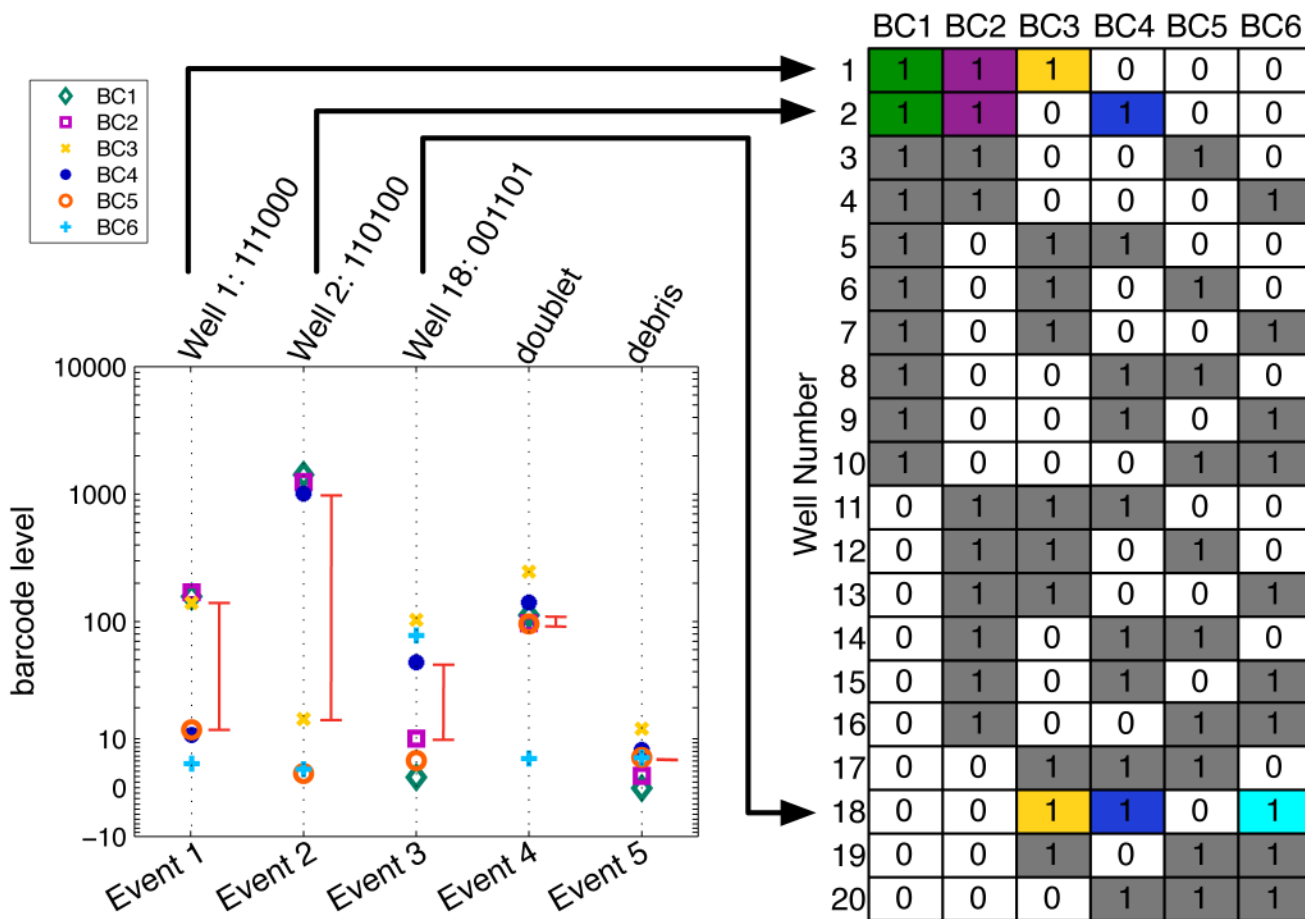 BC1 BC2 BC3 BC4 BC5 BC6
BC1
BC2
BC3
BC4
BC5
BC6
Well 1: 111000
Well 2: 110100
Well 18: 001101
doublet
debris
barcode level
10000
1000
100
10
0
−10
Event 1
Event 2
Event 3
Event 4
Event 5
Well Number
1 1 1 1 0 0 0
2 1 1 0 1 0 0
3 1 1 0 0 1 0
4 1 1 0 0 0 1
5 1 0 1 1 0 0
6 1 0 1 0 1 0
7 1 0 1 0 0 1
8 1 0 0 1 1 0
9 1 0 0 1 0 1
10 1 0 0 0 1 1
11 0 1 1 1 0 0
12 0 1 1 0 1 0
13 0 1 1 0 0 1
14 0 1 0 1 1 0
15 0 1 0 1 0 1
16 0 1 0 0 1 1
17 0 0 1 1 1 0
18 0 0 1 1 0 1
19 0 0 1 0 1 1
20 0 0 0 1 1 1